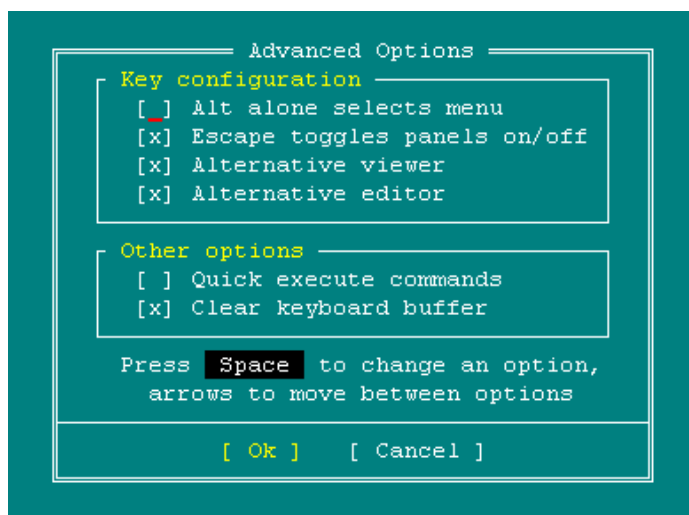 Advanced Options
Key configuration
[_] Alt alone selects menu
[x] Escape toggles panels on/off
[x] Alternative viewer
[x] Alternative editor
Other options
[ ] Quick execute commands
[x] Clear keyboard buffer
Press Space to change an option,
arrows to move between options
[ Ok ] [ Cancel ]